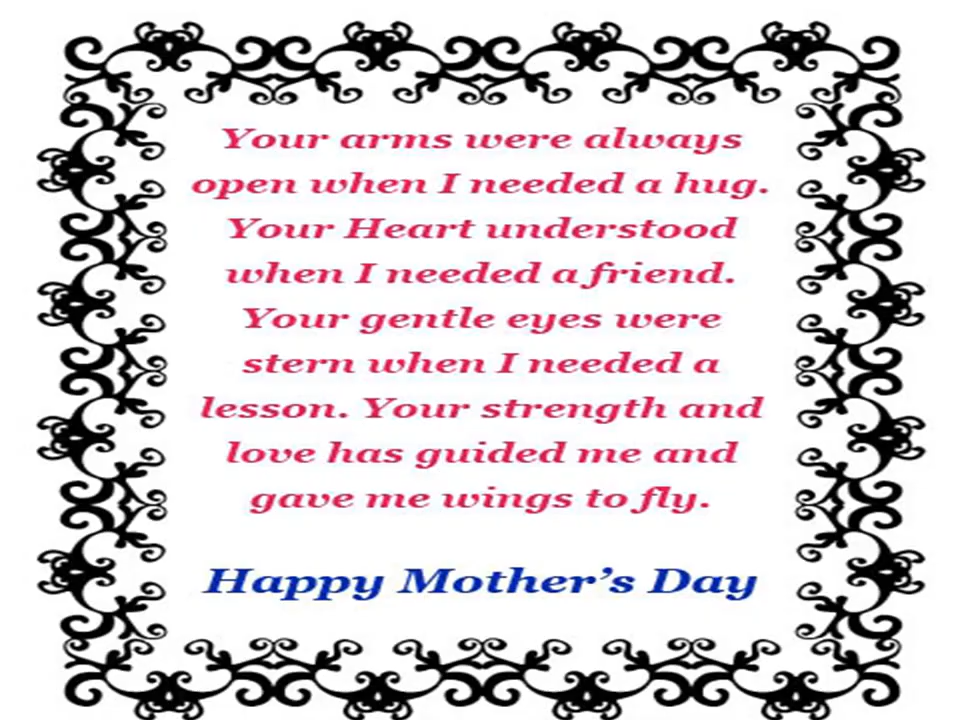 Your arms were always
open when I needed a hug.
Your Heart understood
when I needed a friend.
Your gentle eyes were
stern when I needed a
lesson. Your strength and
love has guided me and
gave me wings to fly.
Happy Mother’s Day